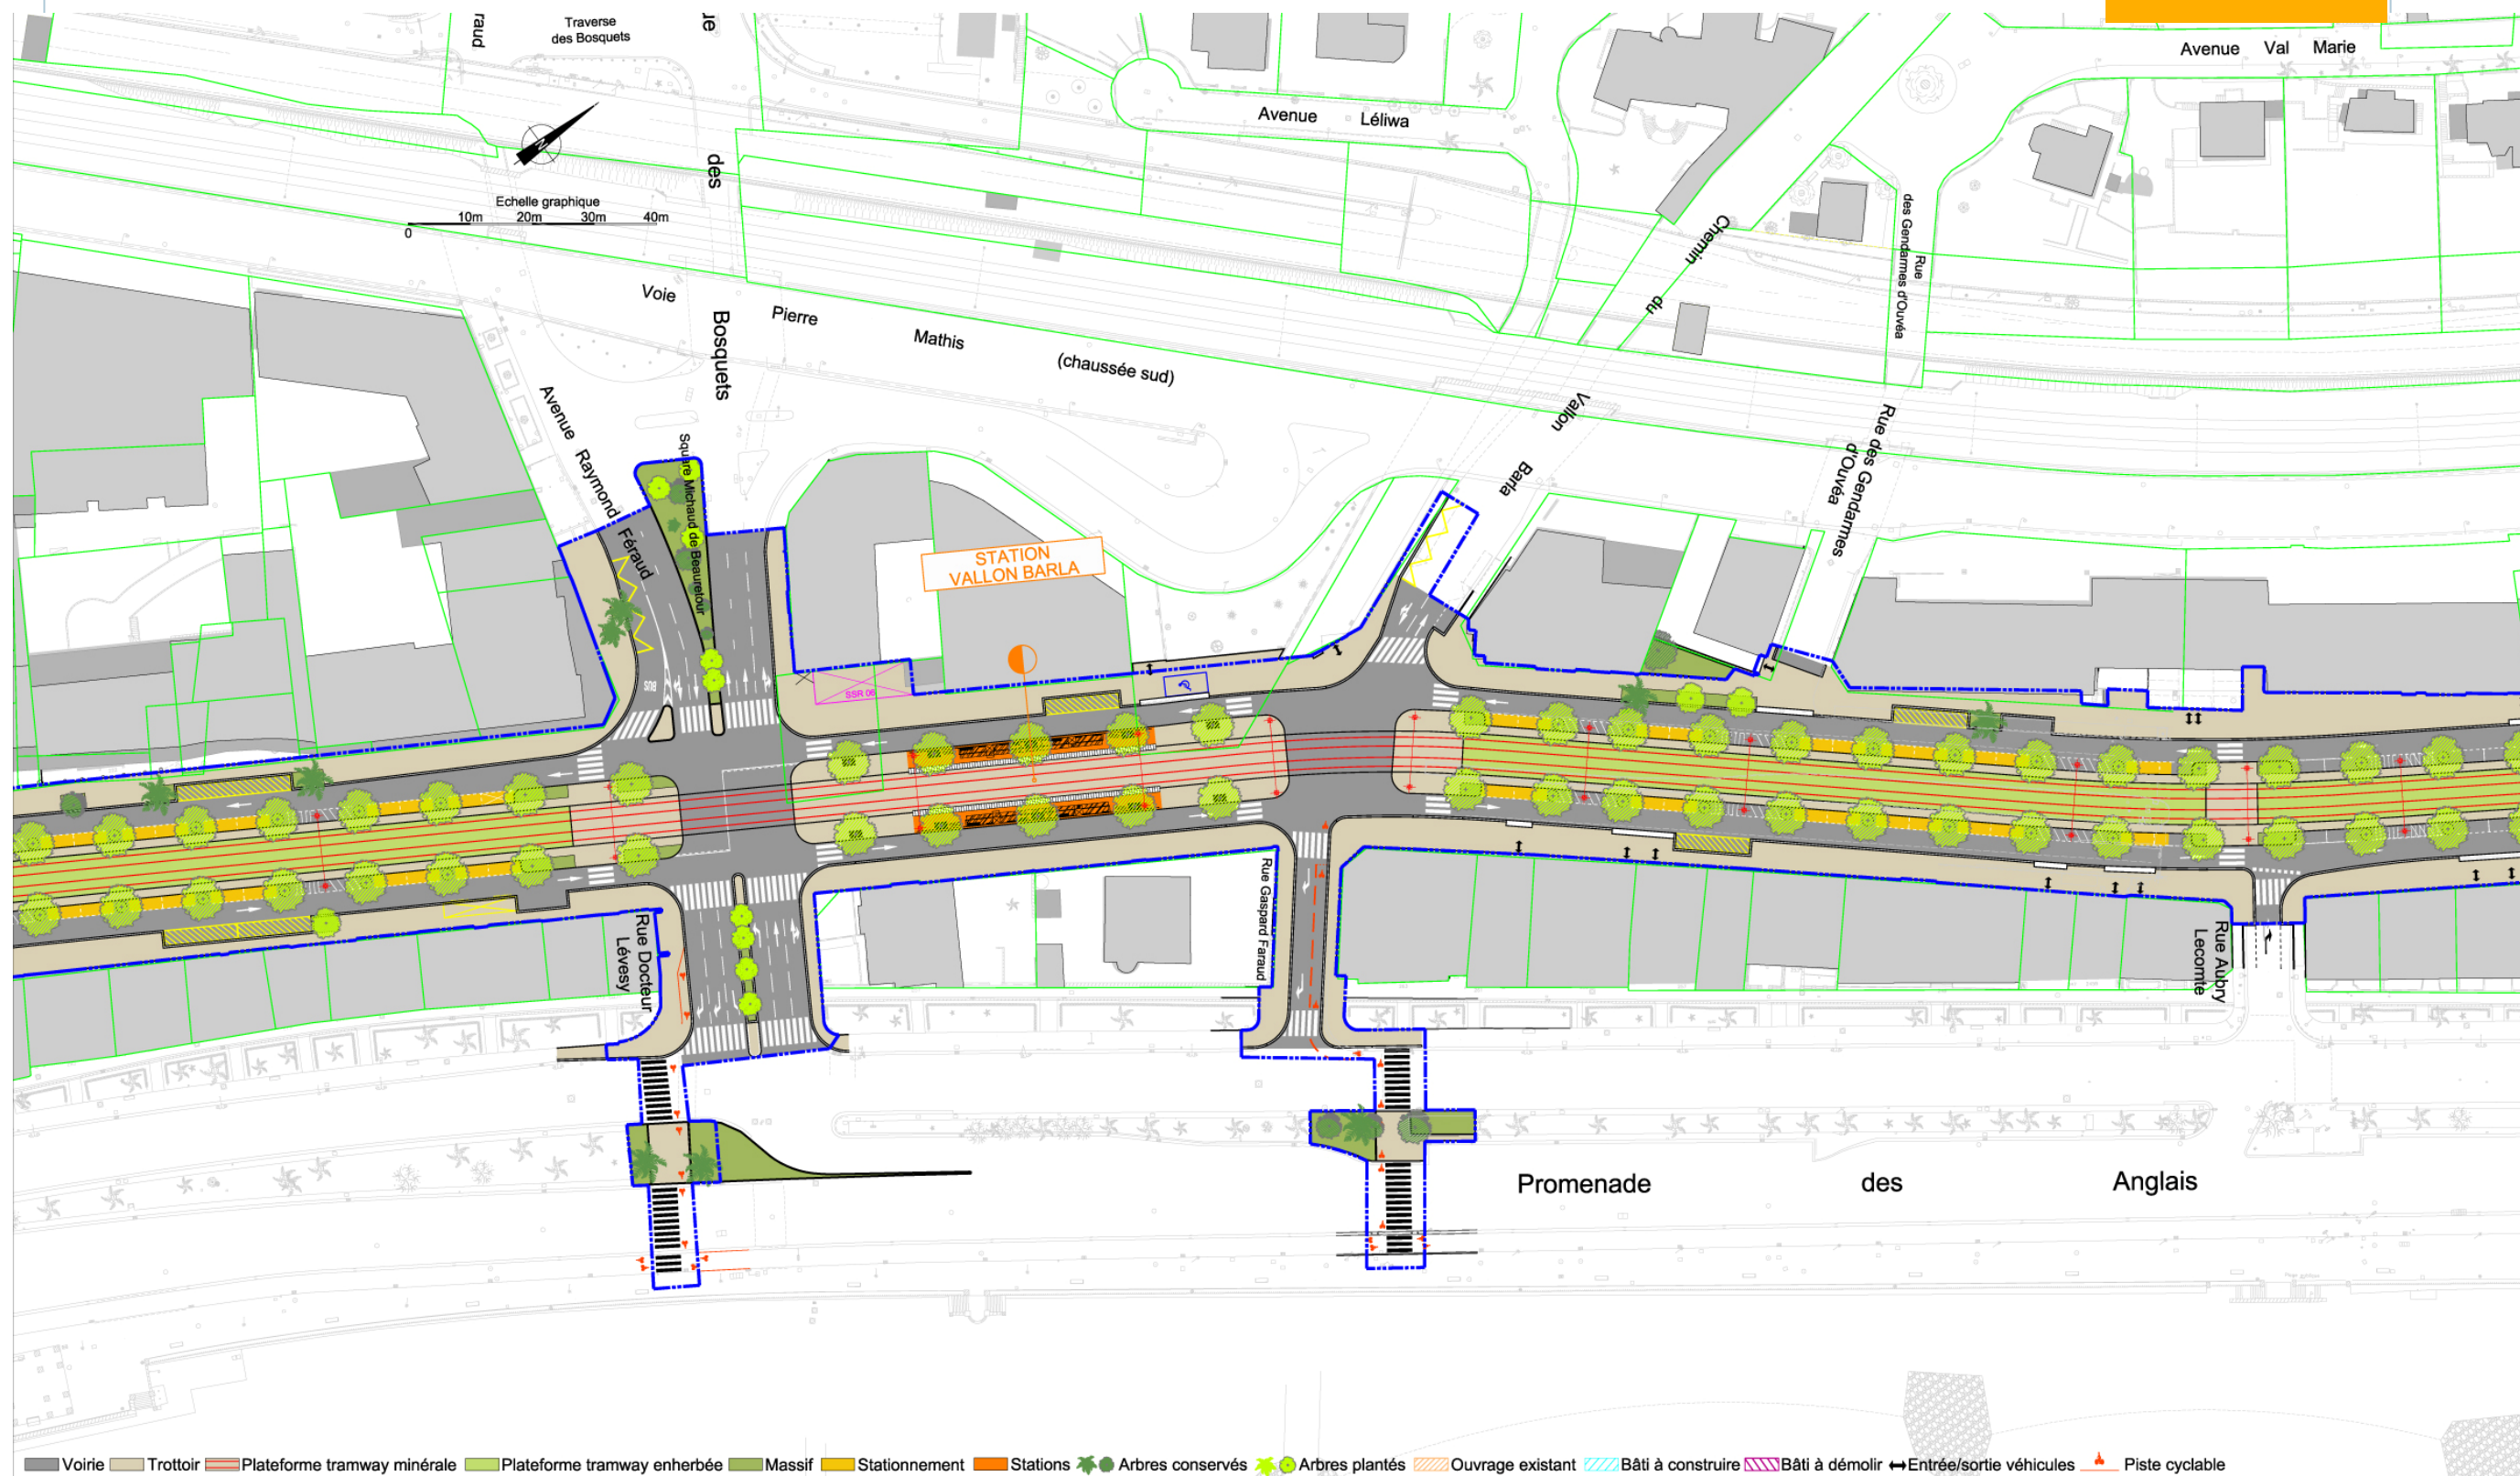 raud
Traverse
des Bosquets
ue
Avenue Val Marie
Avenue Léliwa
Echelle graphique
10m 20m 30m 40m
0
des
Bosquets
Voie Pierre Mathis (chaussée sud)
Chemin
du
Vallon
Barla
Rue
des Gendarmes d'Ouvéa
Rue des Gendarmes
d'Ouvéa
Avenue Raymond Féraud
Square Michaud de Beauretour
STATION
VALLON BARLA
BUS
SSR 06
Rue Docteur
Lévesy
Rue Gaspard Faraud
Rue Aubry
Lecomte
Promenade des Anglais
Voirie Trottoir Plateforme tramway minérale Plateforme tramway enherbée Massif Stationnement Stations Arbres conservés Arbres plantés Ouvrage existant Bâti à construire Bâti à démolir Entrée/sortie véhicules Piste cyclable